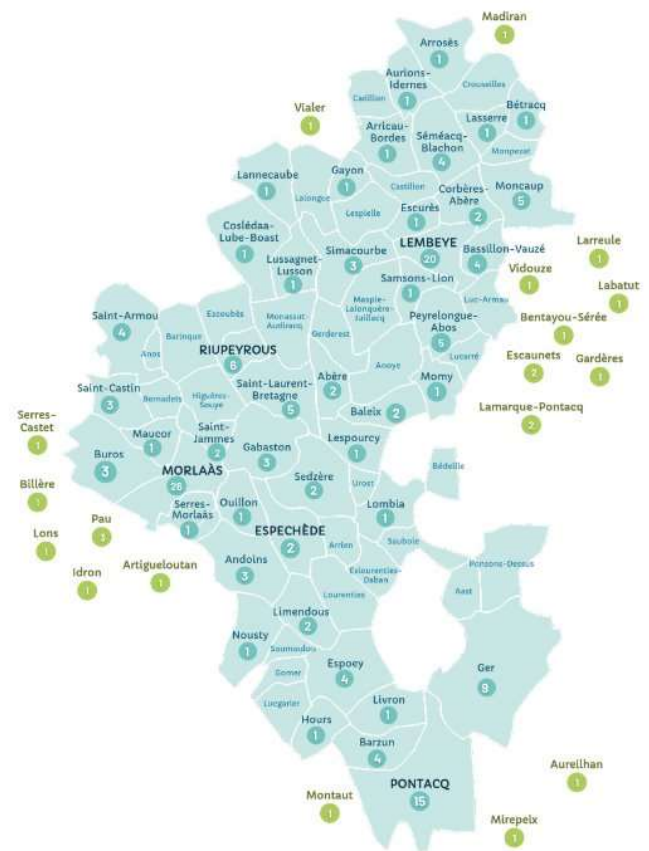 Madiran
1
Arrosès
1
Aurions-
Idernes
1
Cadillon
Crouseilles
Vialer
1
Bétracq
1
Lasserre
1
Arricau-
Bordes
1
Séméacq-
Blachon
4
Monpezat
Lannecaube
1
Gayon
1
Lalongue
Castillon
Corbères-
Abère
2
Moncaup
5
Lespielle
Escurès
1
Coslédaa-
Lube-Boast
1
Simacourbe
3
LEMBEYE
20
Bassillon-Vauzé
4
Larreule
1
Lussagnet-
Lusson
1
Samsons-Lion
1
Vidouze
1
Labatut
1
Saint-Armou
4
Escoubès
Monassut-
Audiracq
Maspie-
Lalonquère-
Juillacq
Luc-Armau
Peyrelongue-
Abos
5
Bentayou-Sérée
1
Barinque
Gerderest
Anos
RIUPEYROUS
6
Anoye
Lucarré
Escaunets
2
Gardères
1
Saint-Castin
3
Bernadets
Higuères-
Souye
Saint-Laurent-
Bretagne
5
Abère
2
Momy
1
Baleix
2
Lamarque-Pontacq
2
Serres-
Castet
1
Maucor
1
Saint-
Jammes
2
Gabaston
3
Lespourcy
1
Buros
3
MORLAÀS
26
Sedzère
2
Urost
Bédeille
Billère
1
Serres-
Morlaàs
1
Ouillon
1
Lombia
1
Pau
3
Lons
1
ESPECHÈDE
2
Arrien
Saubole
Artigueloutan
1
Idron
1
Andoins
3
Eslourenties-
Daban
Ponsons-Dessus
Aast
Lourenties
Limendous
2
Nousty
1
Soumoulou
Gomer
Espoey
4
Ger
9
Lucgarier
Livron
1
Hours
1
Barzun
4
PONTACQ
15
Aureilhan
1
Montaut
1
Mirepeix
1